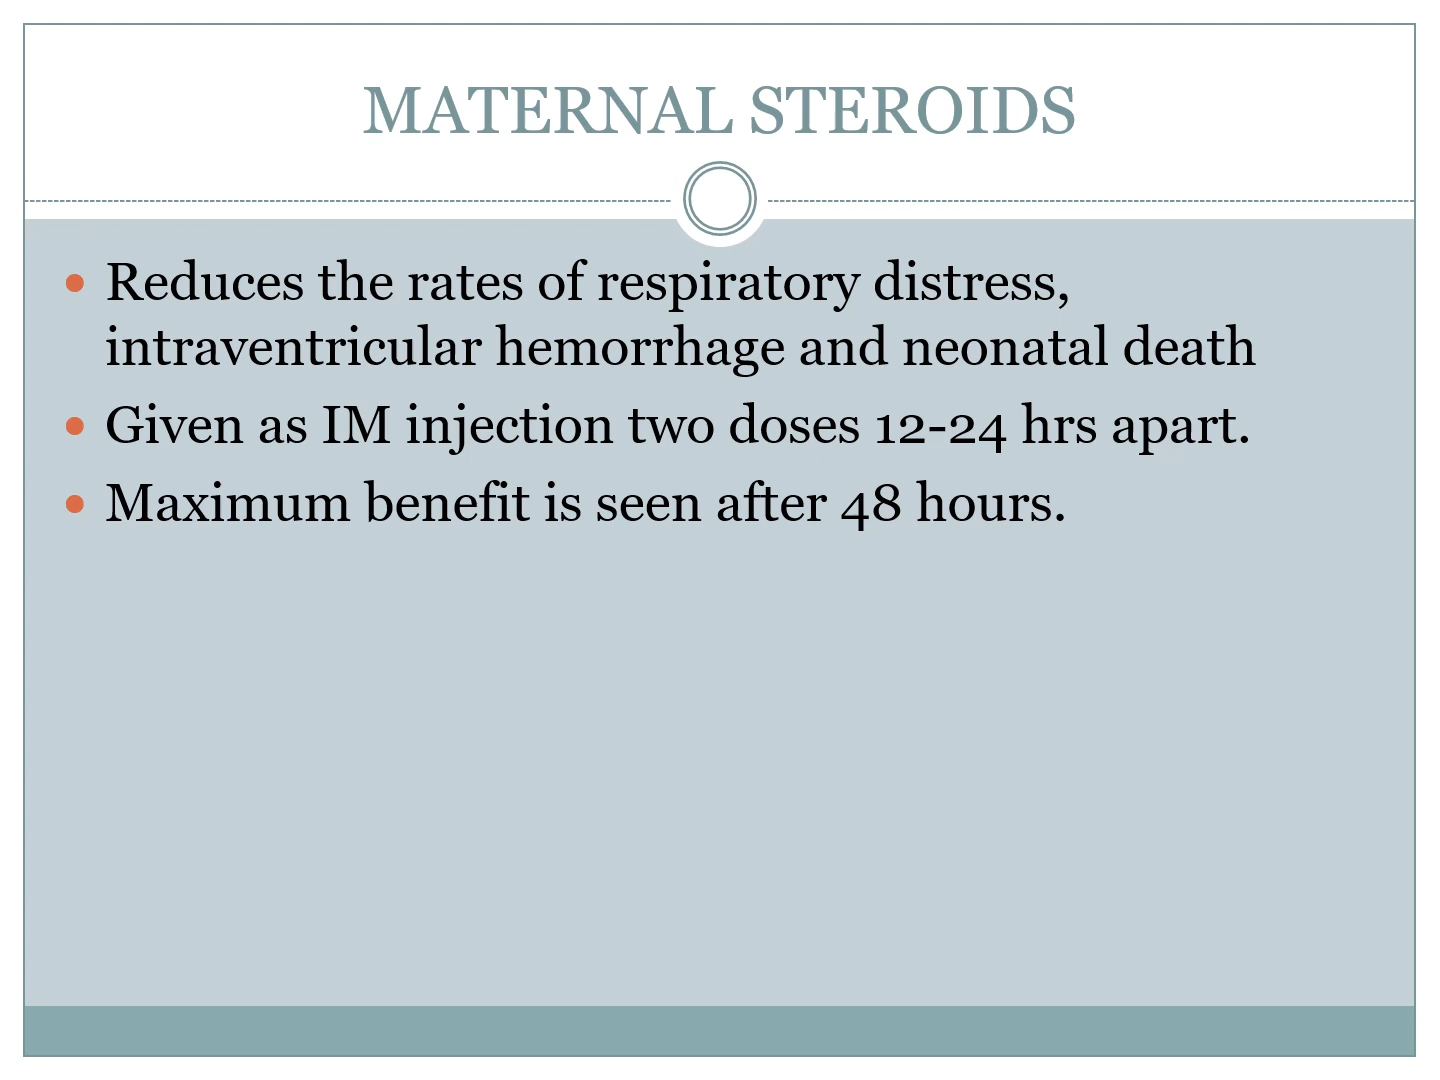 MATERNAL STEROIDS
• Reduces the rates of respiratory distress,
intraventricular hemorrhage and neonatal death
• Given as IM injection two doses 12-24 hrs apart.
• Maximum benefit is seen after 48 hours.